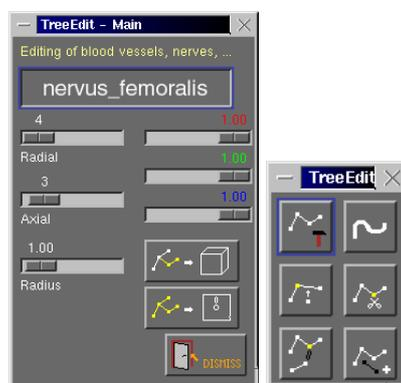 TreeEdit - Main
Editing of blood vessels, nerves, ...
nervus_femoralis
4
1.00
Radial
1.00
3
1.00
Axial
1.00
Radius
DISMISS
TreeEdit